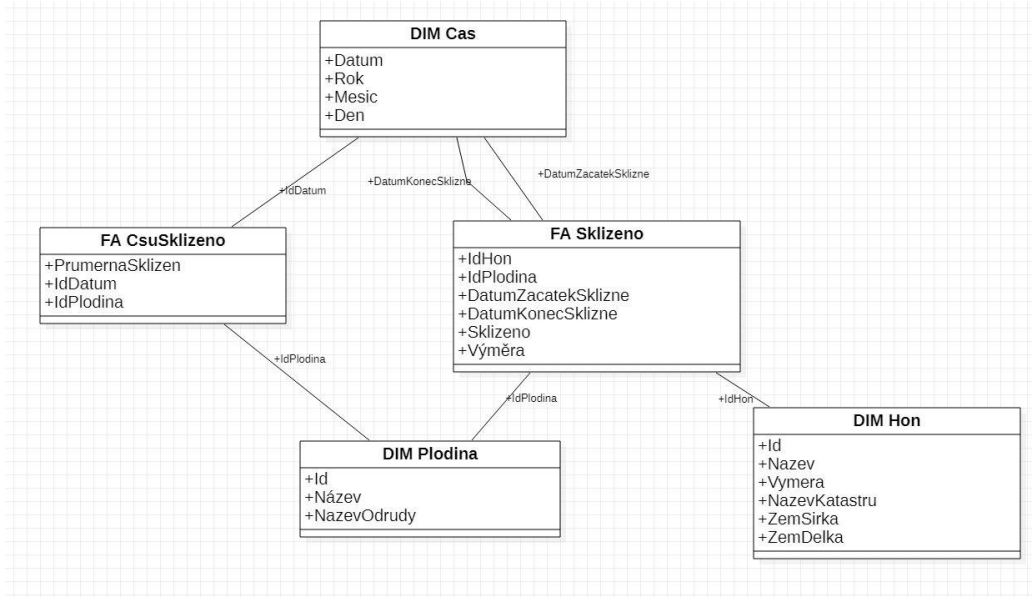 DIM Cas
+Datum
+Rok
+Mesic
+Den
+IdDatum
+DatumKonecSklizne
+DatumZacatekSklizne
FA CsuSklizeno
+PrumernaSklizen
+IdDatum
+IdPlodina
FA Sklizeno
+IdHon
+IdPlodina
+DatumZacatekSklizne
+DatumKonecSklizne
+Sklizeno
+Výměra
+IdPlodina
+IdPlodina
+IdHon
DIM Plodina
+Id
+Název
+NazevOdrudy
DIM Hon
+Id
+Nazev
+Vymera
+NazevKatastru
+ZemSirka
+ZemDelka